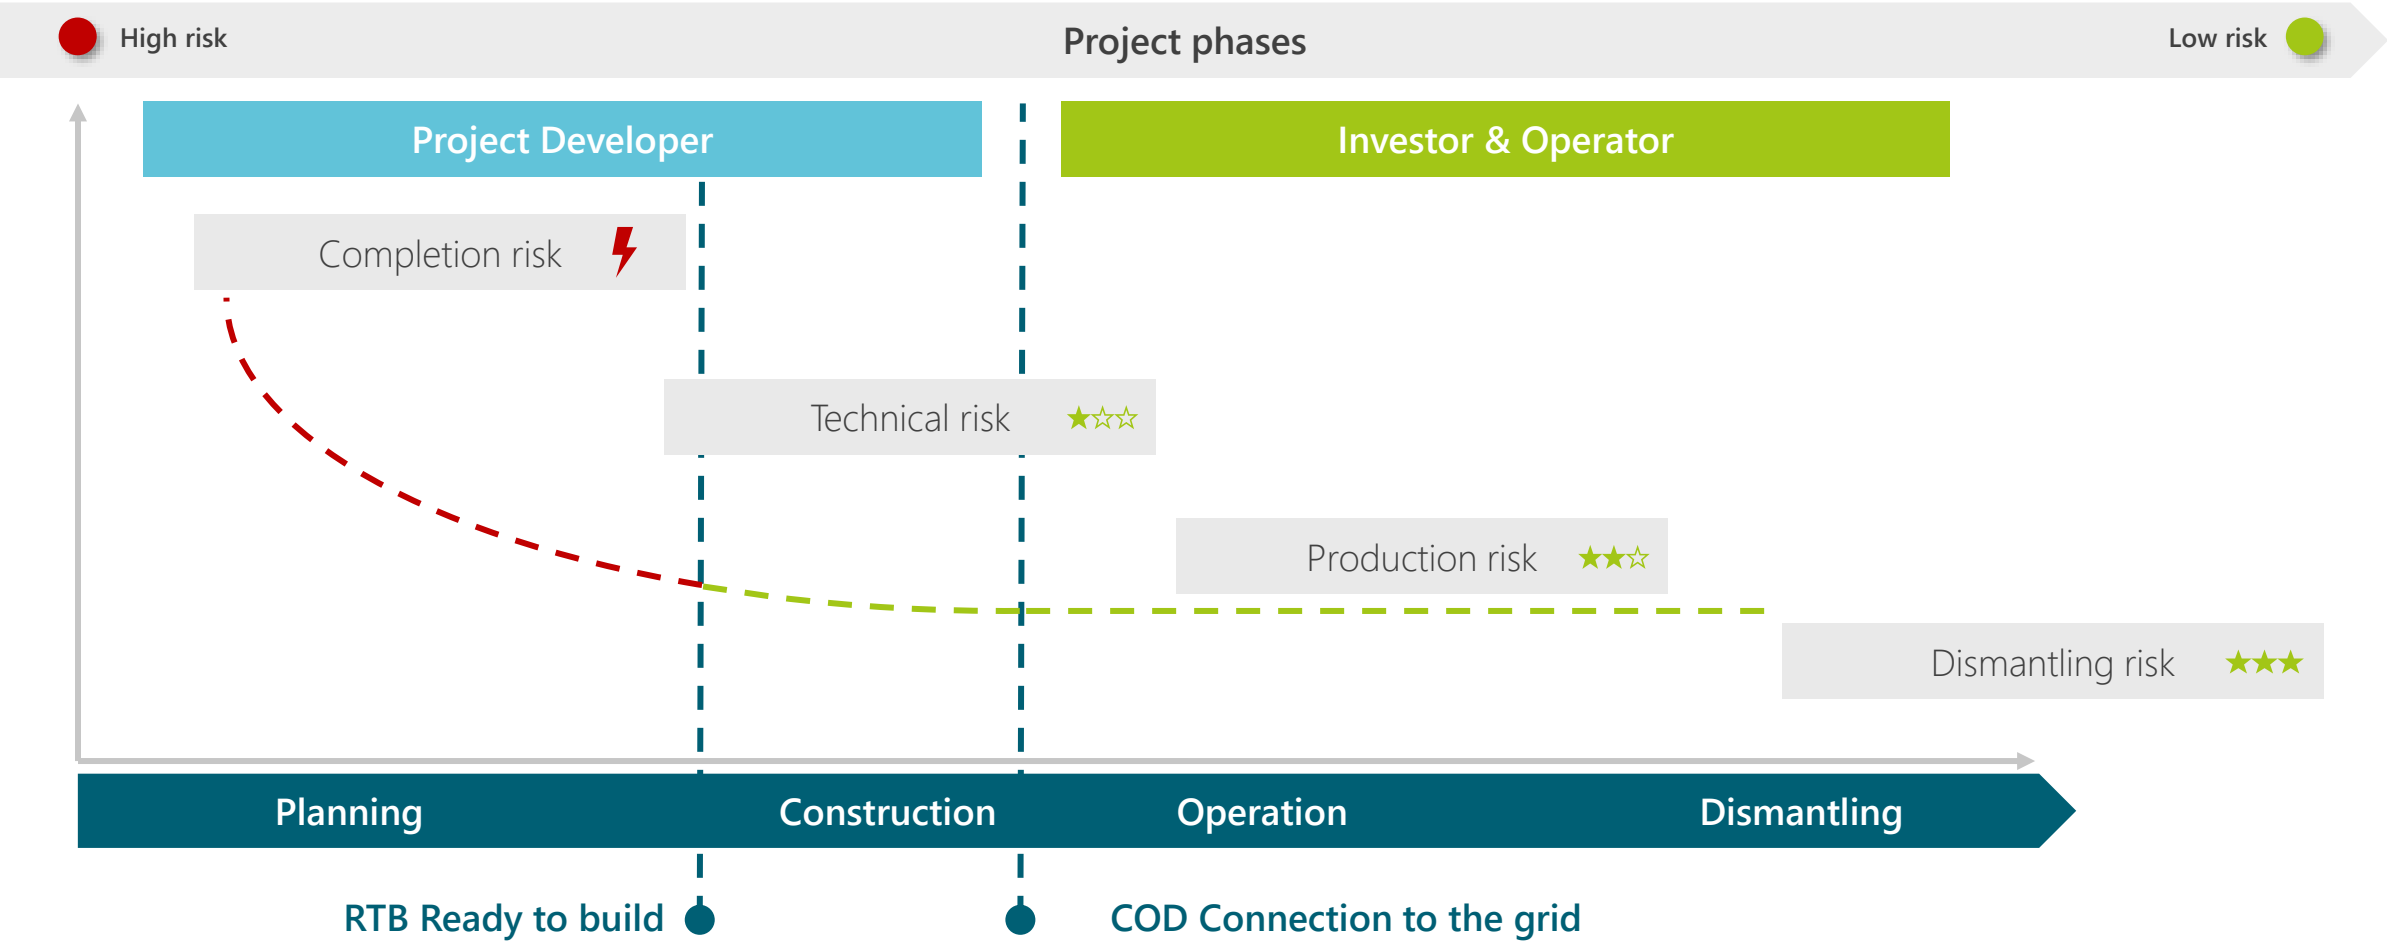 High risk
Project phases
Low risk
Project Developer
Investor & Operator
Completion risk
Technical risk
Production risk
Dismantling risk
Planning
Construction
Operation
Dismantling
RTB Ready to build
COD Connection to the grid